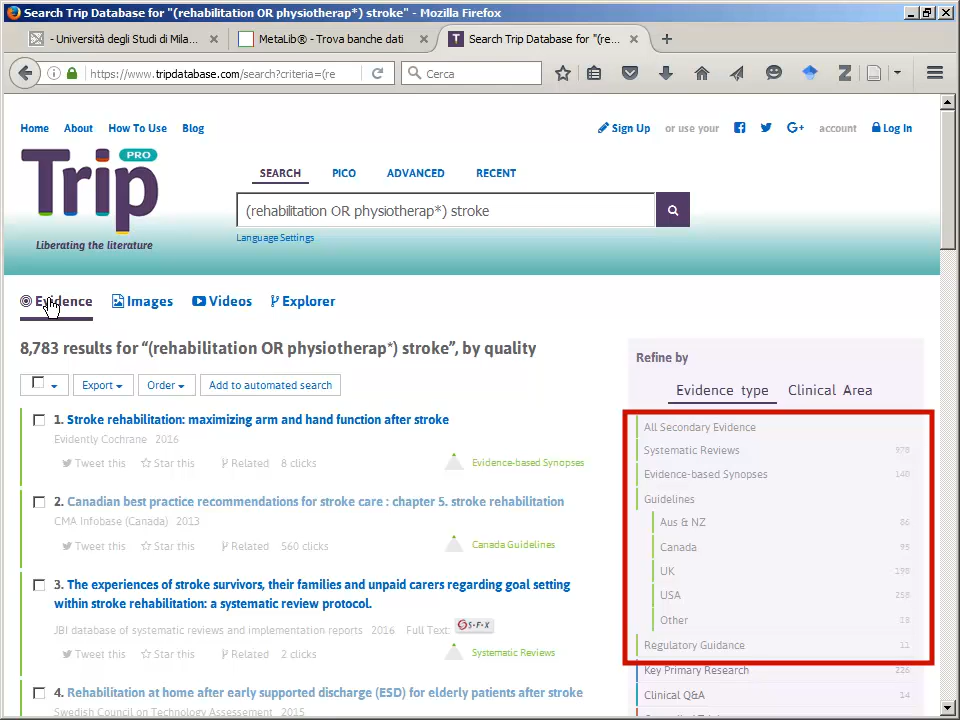 Search Trip Database for "(rehabilitation OR physiotherap*) stroke" - Mozilla Firefox
- Università degli Studi di Mila...
MetaLib® - Trova banche dati
Search Trip Database for "(re...
https://www.tripdatabase.com/search?criteria=(re
Cerca
Home About How To Use Blog
Sign Up or use your account Log In
Trip PRO
Liberating the literature
SEARCH PICO ADVANCED RECENT
(rehabilitation OR physiotherap*) stroke
Language Settings
Evidence Images Videos Explorer
8,783 results for “(rehabilitation OR physiotherap*) stroke”, by quality
Export Order Add to automated search
1. Stroke rehabilitation: maximizing arm and hand function after stroke
Evidently Cochrane 2016
Tweet this Star this Related 8 clicks Evidence-based Synopses
2. Canadian best practice recommendations for stroke care : chapter 5. stroke rehabilitation
CMA Infobase (Canada) 2013
Tweet this Star this Related 560 clicks Canada Guidelines
3. The experiences of stroke survivors, their families and unpaid carers regarding goal setting
within stroke rehabilitation: a systematic review protocol.
JBI database of systematic reviews and implementation reports 2016 Full Text: S·F·X
Tweet this Star this Related 2 clicks Systematic Reviews
4. Rehabilitation at home after early supported discharge (ESD) for elderly patients after stroke
Swedish Council on Technology Assessement 2015
Refine by
Evidence type Clinical Area
All Secondary Evidence
Systematic Reviews 978
Evidence-based Synopses 140
Guidelines
Aus & NZ 86
Canada 95
UK 198
USA 258
Other 18
Regulatory Guidance 11
Key Primary Research 226
Clinical Q&A 14